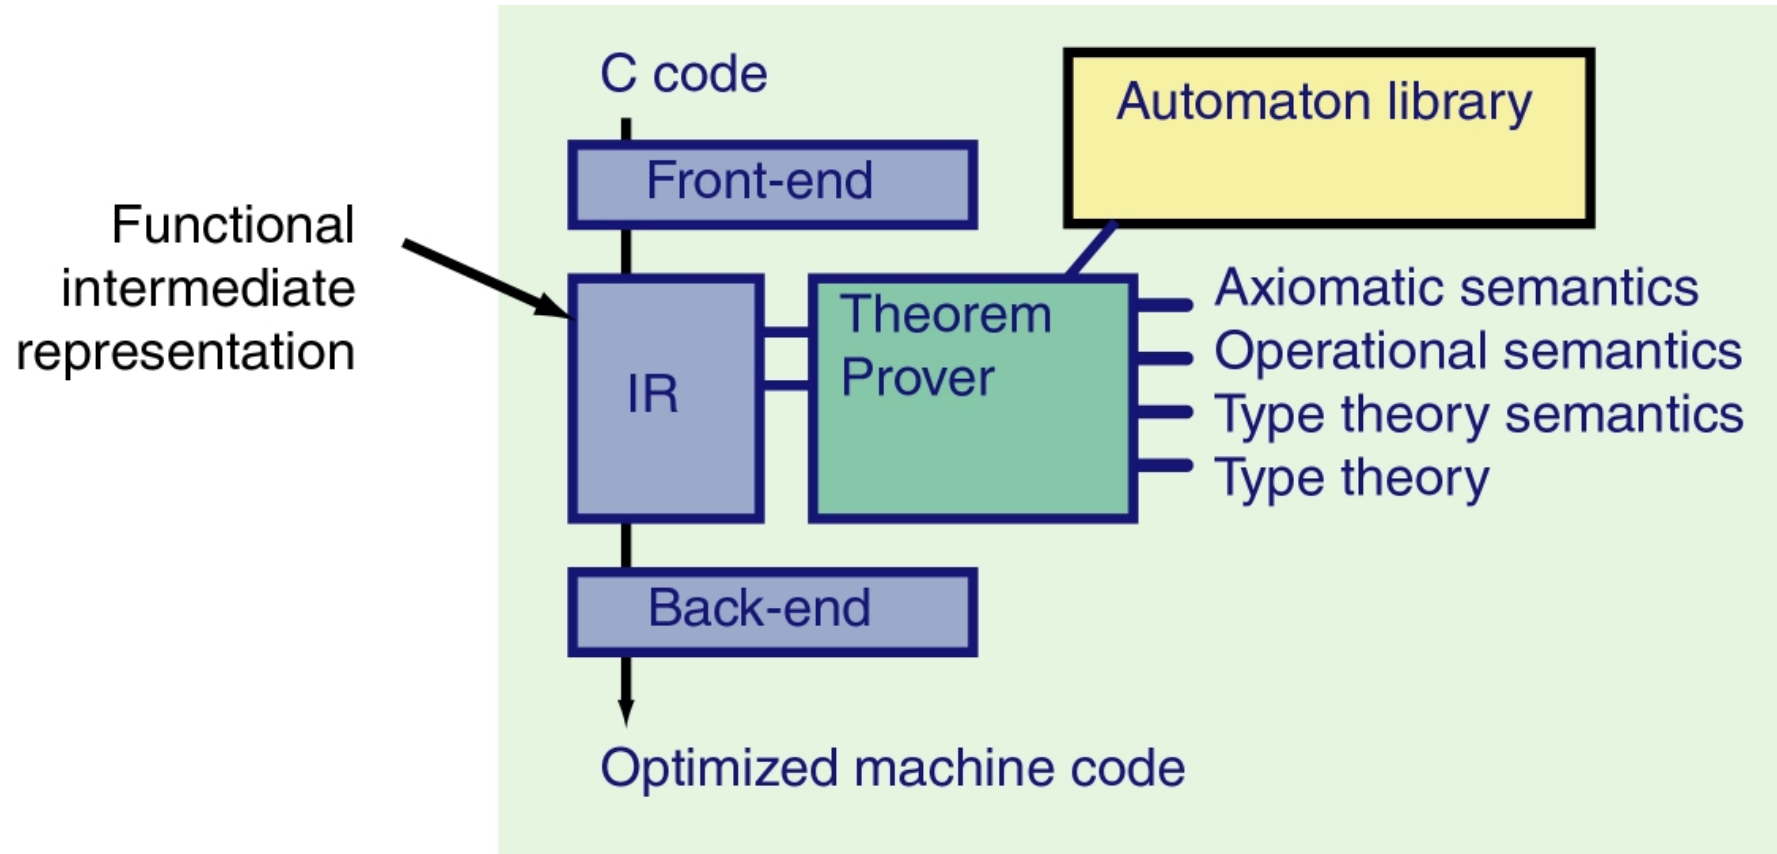 C code
Automaton library
Front-end
Functional
intermediate
representation
IR
Theorem
Prover
Axiomatic semantics
Operational semantics
Type theory semantics
Type theory
Back-end
Optimized machine code